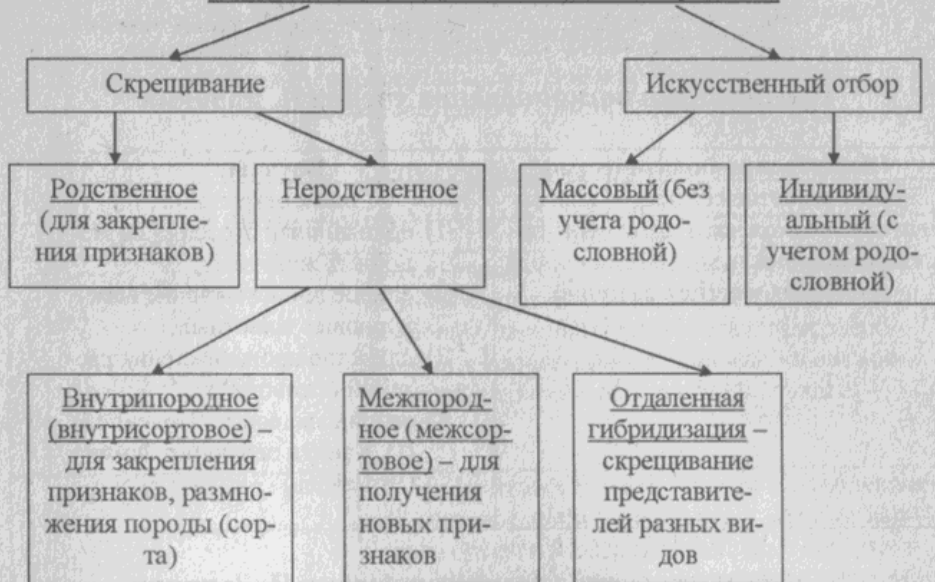 Скрещивание
Искусственный отбор
Родственное
(для закрепле-
ния признаков)
Неродственное
Массовый (без
учета родо-
словной)
Индивиду-
альный (с
учетом родо-
словной)
Внутрипородное
(внутрисортовое) –
для закрепления
признаков, размно-
жения породы (сор-
та)
Межпород-
ное (межсор-
товое) – для
получения
новых при-
знаков
Отдаленная
гибридизация –
скрещивание
представите-
лей разных ви-
дов